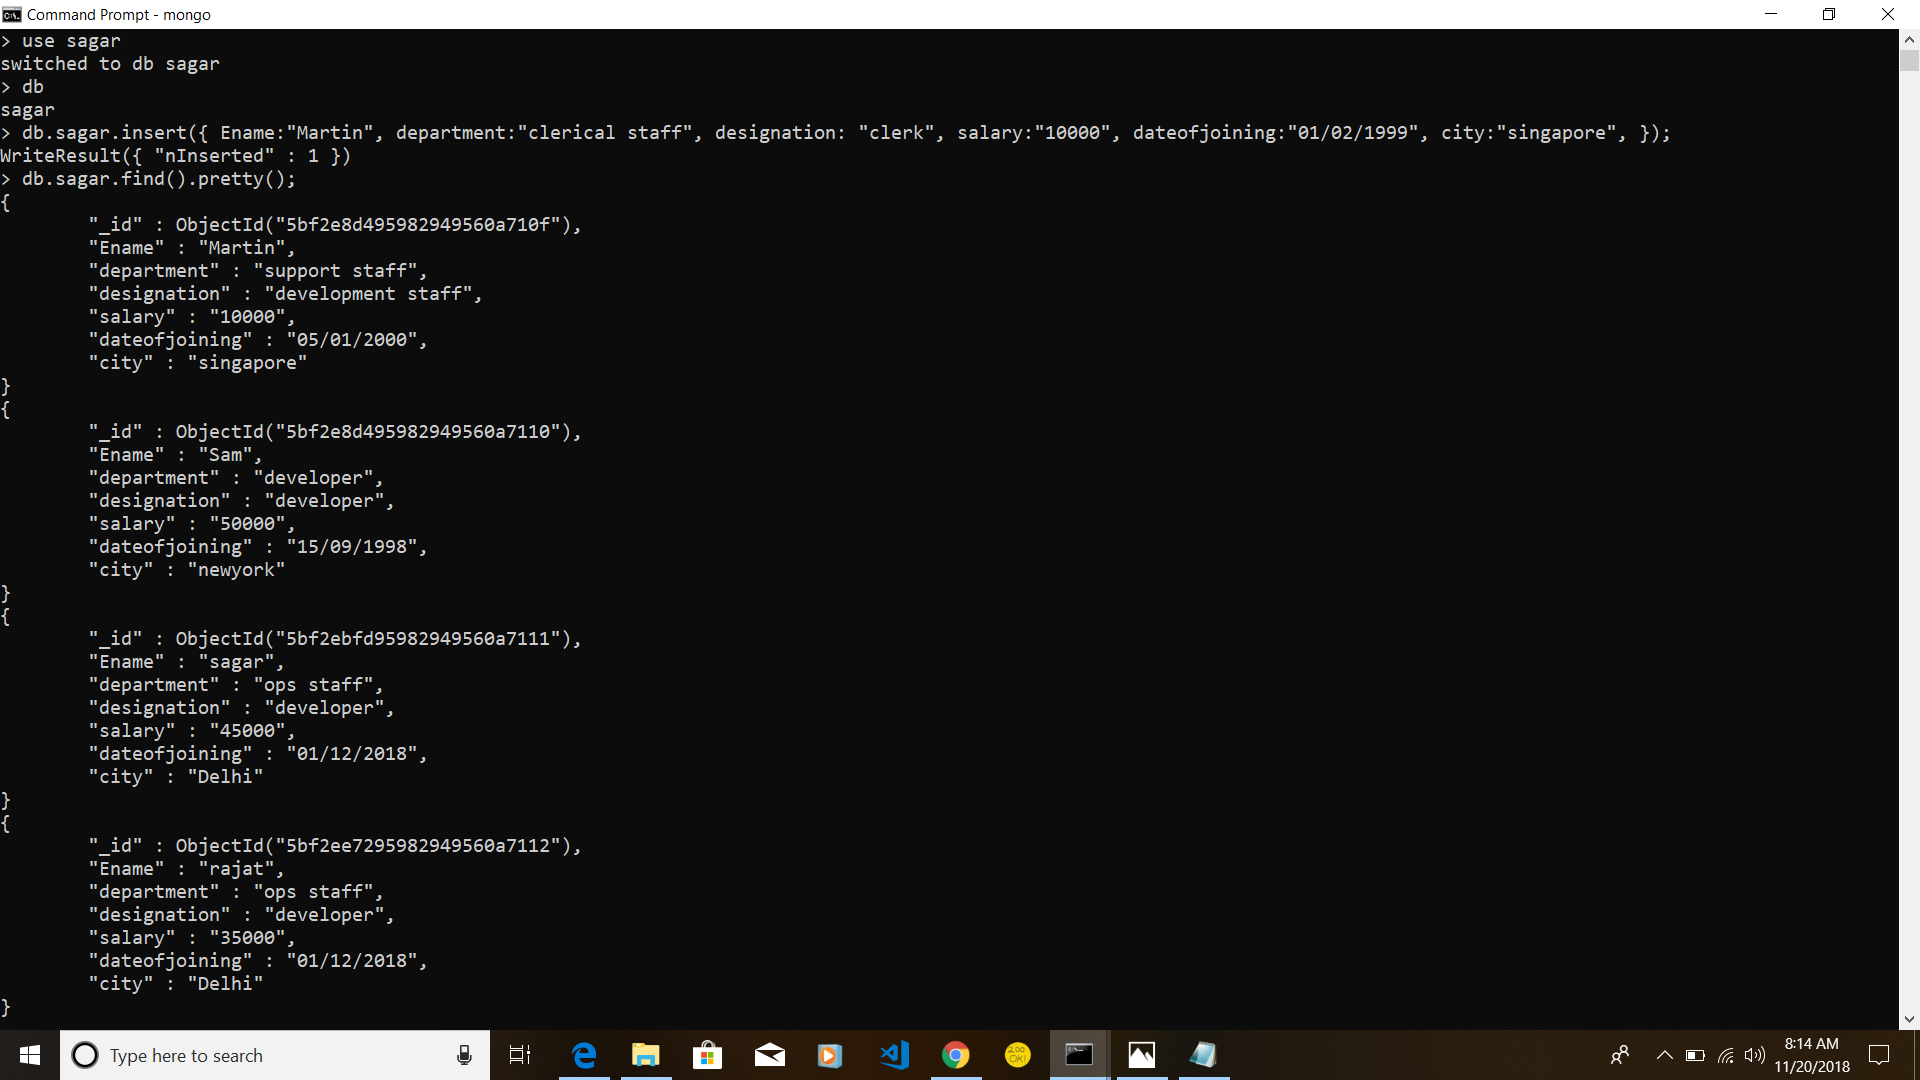 Command Prompt - mongo
> use sagar
switched to db sagar
> db
sagar
> db.sagar.insert({ Ename:"Martin", department:"clerical staff", designation: "clerk", salary:"10000", dateofjoining:"01/02/1999", city:"singapore", });
WriteResult({ "nInserted" : 1 })
> db.sagar.find().pretty();
{
"_id" : ObjectId("5bf2e8d495982949560a710f"),
"Ename" : "Martin",
"department" : "support staff",
"designation" : "development staff",
"salary" : "10000",
"dateofjoining" : "05/01/2000",
"city" : "singapore"
}
{
"_id" : ObjectId("5bf2e8d495982949560a7110"),
"Ename" : "Sam",
"department" : "developer",
"designation" : "developer",
"salary" : "50000",
"dateofjoining" : "15/09/1998",
"city" : "newyork"
}
{
"_id" : ObjectId("5bf2ebfd95982949560a7111"),
"Ename" : "sagar",
"department" : "ops staff",
"designation" : "developer",
"salary" : "45000",
"dateofjoining" : "01/12/2018",
"city" : "Delhi"
}
{
"_id" : ObjectId("5bf2ee7295982949560a7112"),
"Ename" : "rajat",
"department" : "ops staff",
"designation" : "developer",
"salary" : "35000",
"dateofjoining" : "01/12/2018",
"city" : "Delhi"
}
Type here to search
8:14 AM
11/20/2018